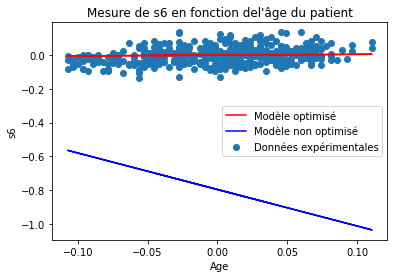 Mesure de s6 en fonction del'âge du patient
s6
0.0
−0.2
−0.4
−0.6
−0.8
−1.0
Modèle optimisé
Modèle non optimisé
Données expérimentales
−0.10
−0.05
0.00
0.05
0.10
Age